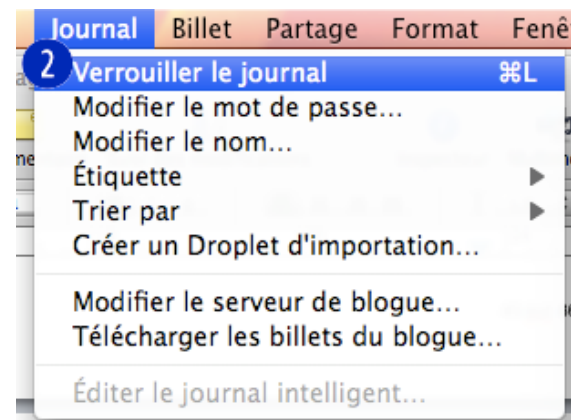 Journal Billet Partage Format Fenê
2 Verrouiller le journal ⌘L
Modifier le mot de passe...
Modifier le nom...
Étiquette
Trier par
Créer un Droplet d'importation...
Modifier le serveur de blogue...
Télécharger les billets du blogue...
Éditer le journal intelligent...